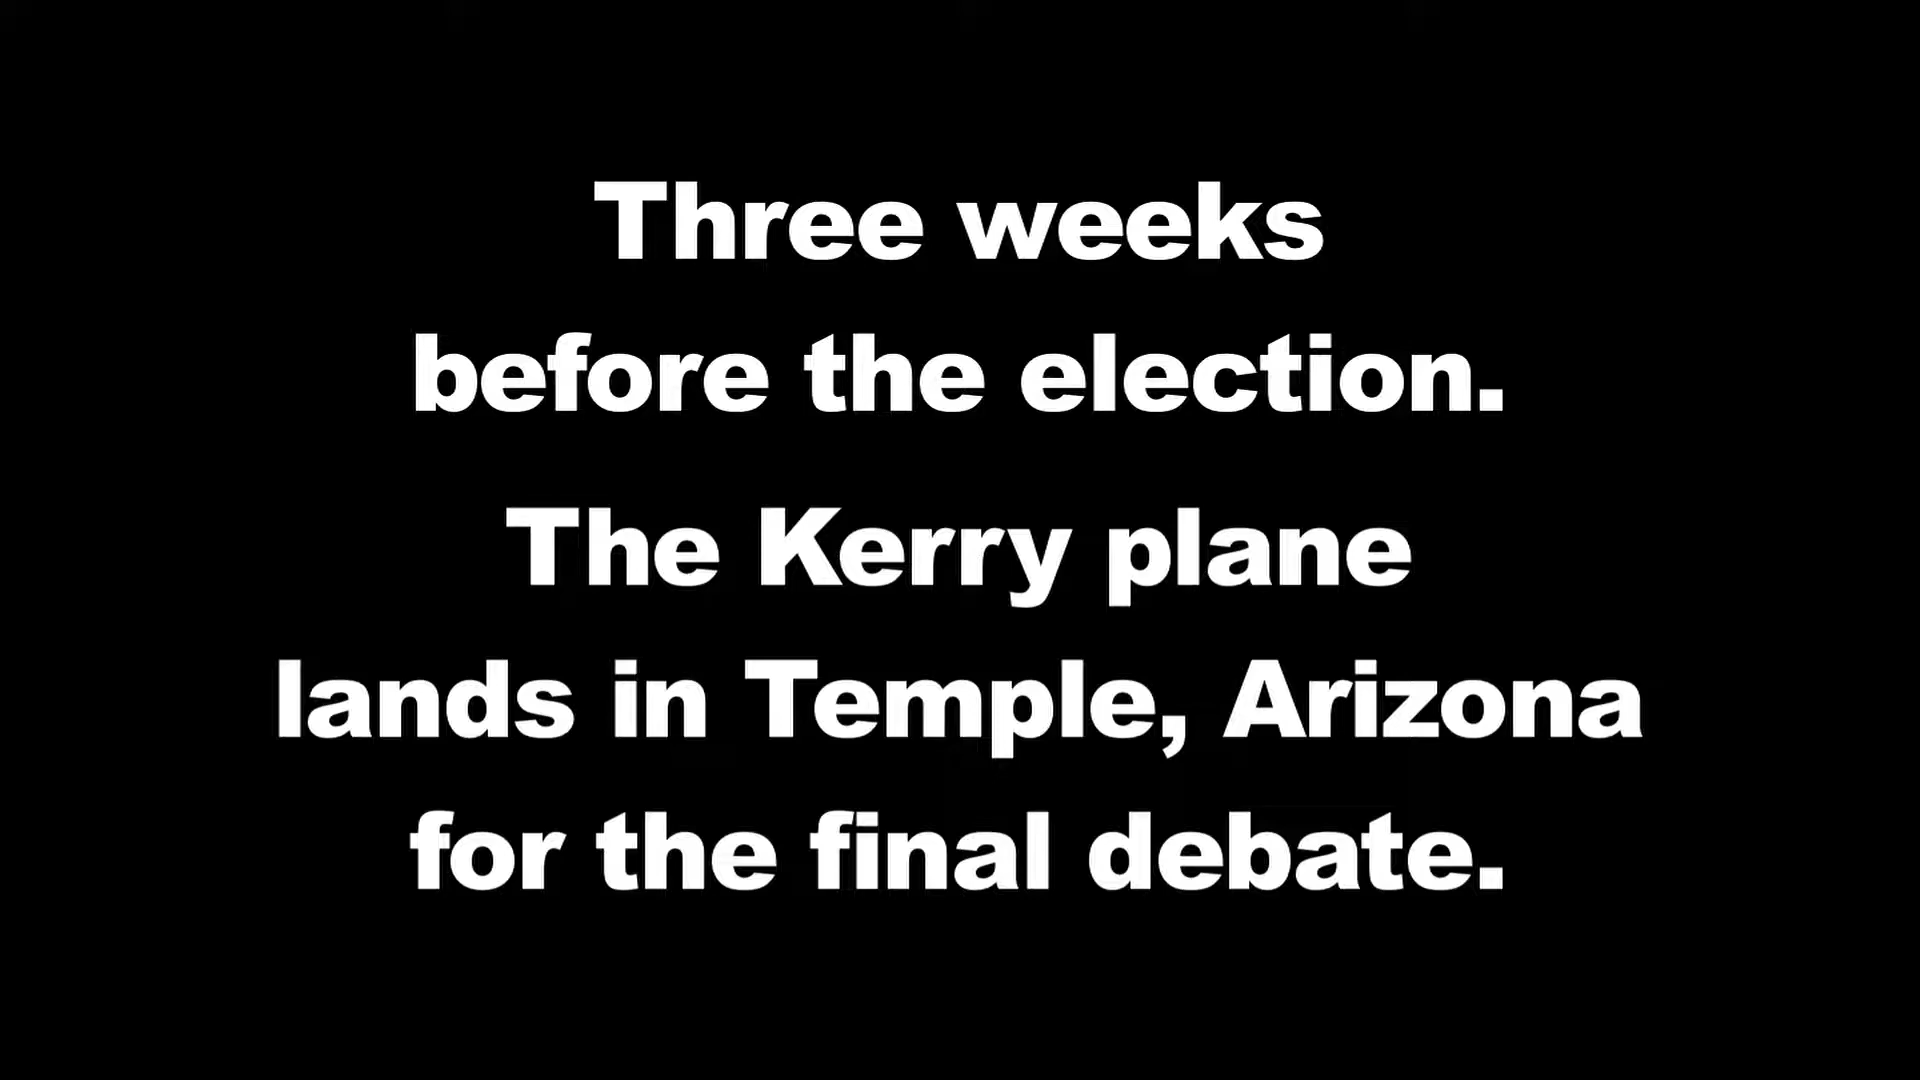 Three weeks
before the election.
The Kerry plane
lands in Temple, Arizona
for the final debate.